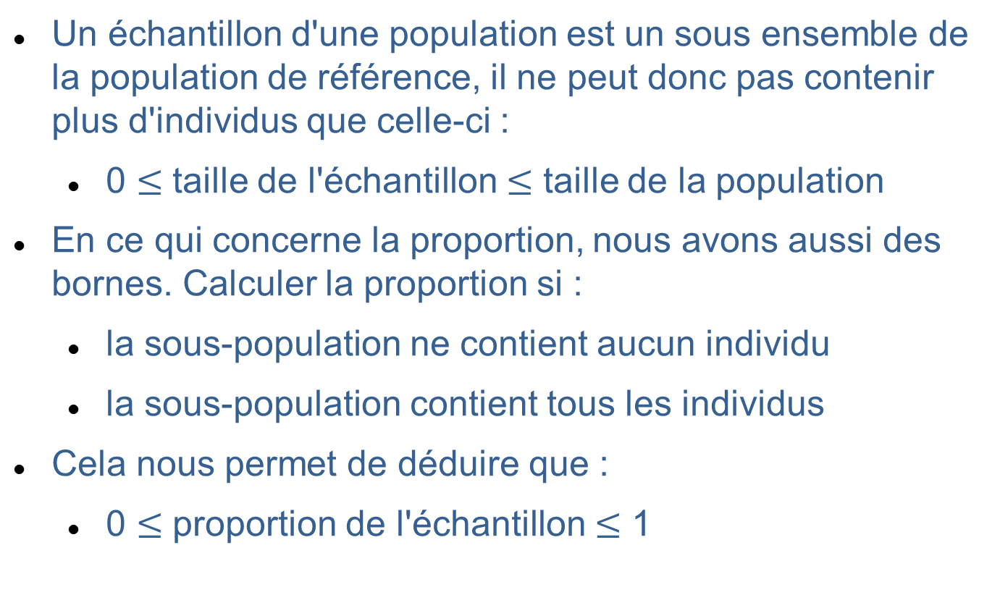 • Un échantillon d'une population est un sous ensemble de
la population de référence, il ne peut donc pas contenir
plus d'individus que celle-ci :
• 0 ≤ taille de l'échantillon ≤ taille de la population
• En ce qui concerne la proportion, nous avons aussi des
bornes. Calculer la proportion si :
• la sous-population ne contient aucun individu
• la sous-population contient tous les individus
• Cela nous permet de déduire que :
• 0 ≤ proportion de l'échantillon ≤ 1